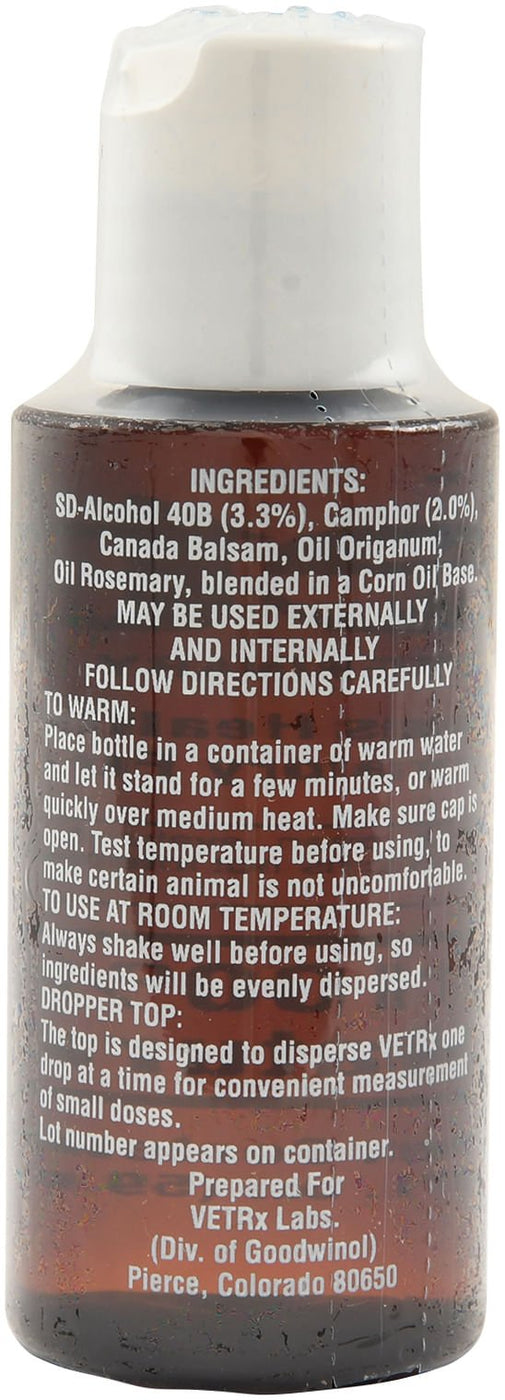 INGREDIENTS:
SD-Alcohol 40B (3.3%), Camphor (2.0%),
Canada Balsam, Oil Origanum,
Oil Rosemary, blended in a Corn Oil Base.
MAY BE USED EXTERNALLY
AND INTERNALLY
FOLLOW DIRECTIONS CAREFULLY
TO WARM:
Place bottle in a container of warm water
and let it stand for a few minutes, or warm
quickly over medium heat. Make sure cap is
open. Test temperature before using, to
make certain animal is not uncomfortable.
TO USE AT ROOM TEMPERATURE:
Always shake well before using, so
ingredients will be evenly dispersed.
DROPPER TOP:
The top is designed to disperse VETRx one
drop at a time for convenient measurement
of small doses.
Lot number appears on container.
Prepared For
VETRx Labs.
(Div. of Goodwinol)
Pierce, Colorado 80650